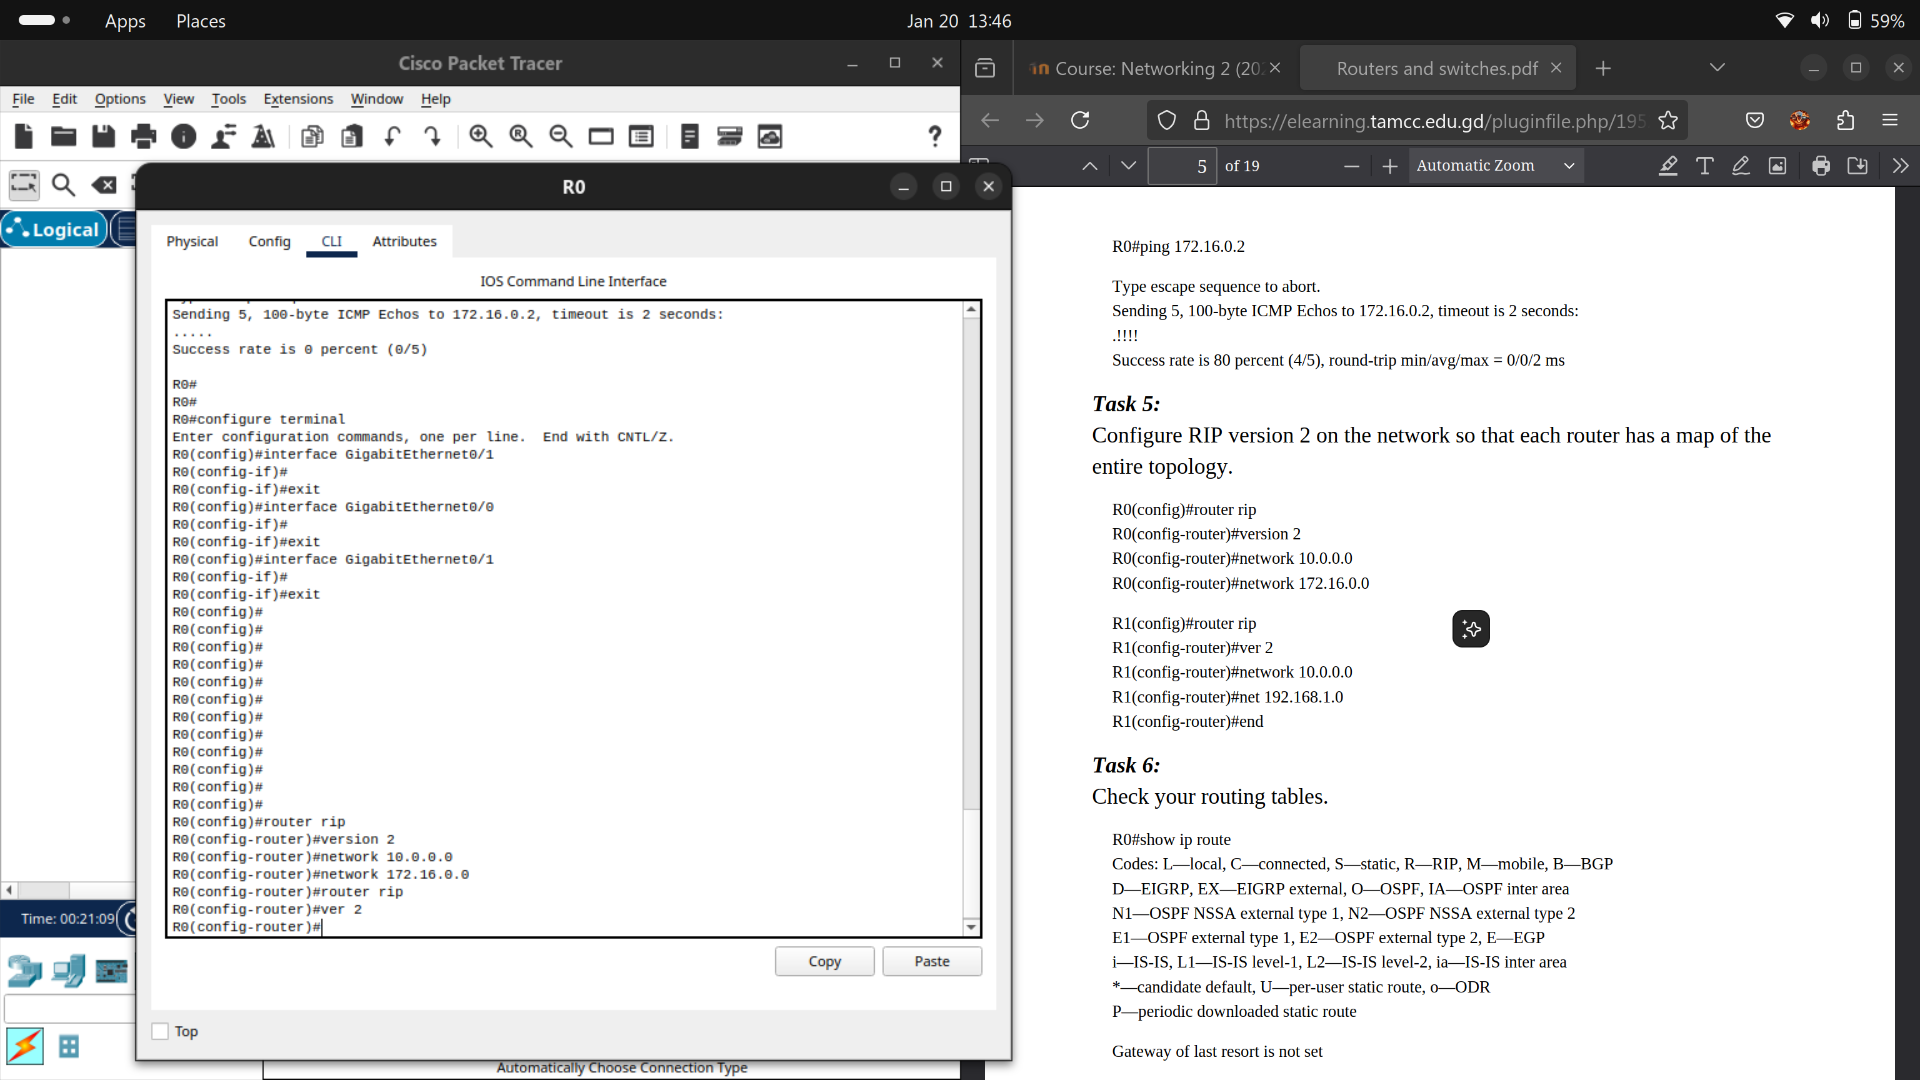 Apps Places Jan 20 13:46 59%
Cisco Packet Tracer
File Edit Options View Tools Extensions Window Help
Logical
R0
Physical Config CLI Attributes
IOS Command Line Interface
Sending 5, 100-byte ICMP Echos to 172.16.0.2, timeout is 2 seconds:
.....
Success rate is 0 percent (0/5)
R0#
R0#
R0#configure terminal
Enter configuration commands, one per line. End with CNTL/Z.
R0(config)#interface GigabitEthernet0/1
R0(config-if)#
R0(config-if)#exit
R0(config)#interface GigabitEthernet0/0
R0(config-if)#
R0(config-if)#exit
R0(config)#interface GigabitEthernet0/1
R0(config-if)#
R0(config-if)#exit
R0(config)#
R0(config)#
R0(config)#
R0(config)#
R0(config)#
R0(config)#
R0(config)#
R0(config)#
R0(config)#
R0(config)#
R0(config)#
R0(config)#
R0(config)#router rip
R0(config-router)#version 2
R0(config-router)#network 10.0.0.0
R0(config-router)#network 172.16.0.0
R0(config-router)#router rip
R0(config-router)#ver 2
R0(config-router)#
Copy Paste
Top
Time: 00:21:09
Automatically Choose Connection Type
Course: Networking 2 (20
Routers and switches.pdf
https://elearning.tamcc.edu.gd/pluginfile.php/195
5 of 19 Automatic Zoom
R0#ping 172.16.0.2
Type escape sequence to abort.
Sending 5, 100-byte ICMP Echos to 172.16.0.2, timeout is 2 seconds:
.!!!!
Success rate is 80 percent (4/5), round-trip min/avg/max = 0/0/2 ms
Task 5:
Configure RIP version 2 on the network so that each router has a map of the
entire topology.
R0(config)#router rip
R0(config-router)#version 2
R0(config-router)#network 10.0.0.0
R0(config-router)#network 172.16.0.0
R1(config)#router rip
R1(config-router)#ver 2
R1(config-router)#network 10.0.0.0
R1(config-router)#net 192.168.1.0
R1(config-router)#end
Task 6:
Check your routing tables.
R0#show ip route
Codes: L—local, C—connected, S—static, R—RIP, M—mobile, B—BGP
D—EIGRP, EX—EIGRP external, O—OSPF, IA—OSPF inter area
N1—OSPF NSSA external type 1, N2—OSPF NSSA external type 2
E1—OSPF external type 1, E2—OSPF external type 2, E—EGP
i—IS-IS, L1—IS-IS level-1, L2—IS-IS level-2, ia—IS-IS inter area
*—candidate default, U—per-user static route, o—ODR
P—periodic downloaded static route
Gateway of last resort is not set